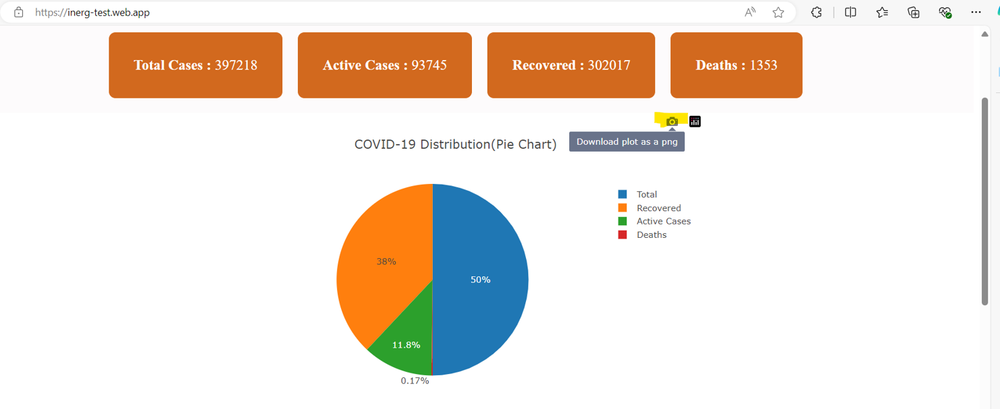 https://inerg-test.web.app
Total Cases : 397218
Active Cases : 93745
Recovered : 302017
Deaths : 1353
Download plot as a png
COVID-19 Distribution(Pie Chart)
Total
Recovered
Active Cases
Deaths
38%
50%
11.8%
0.17%